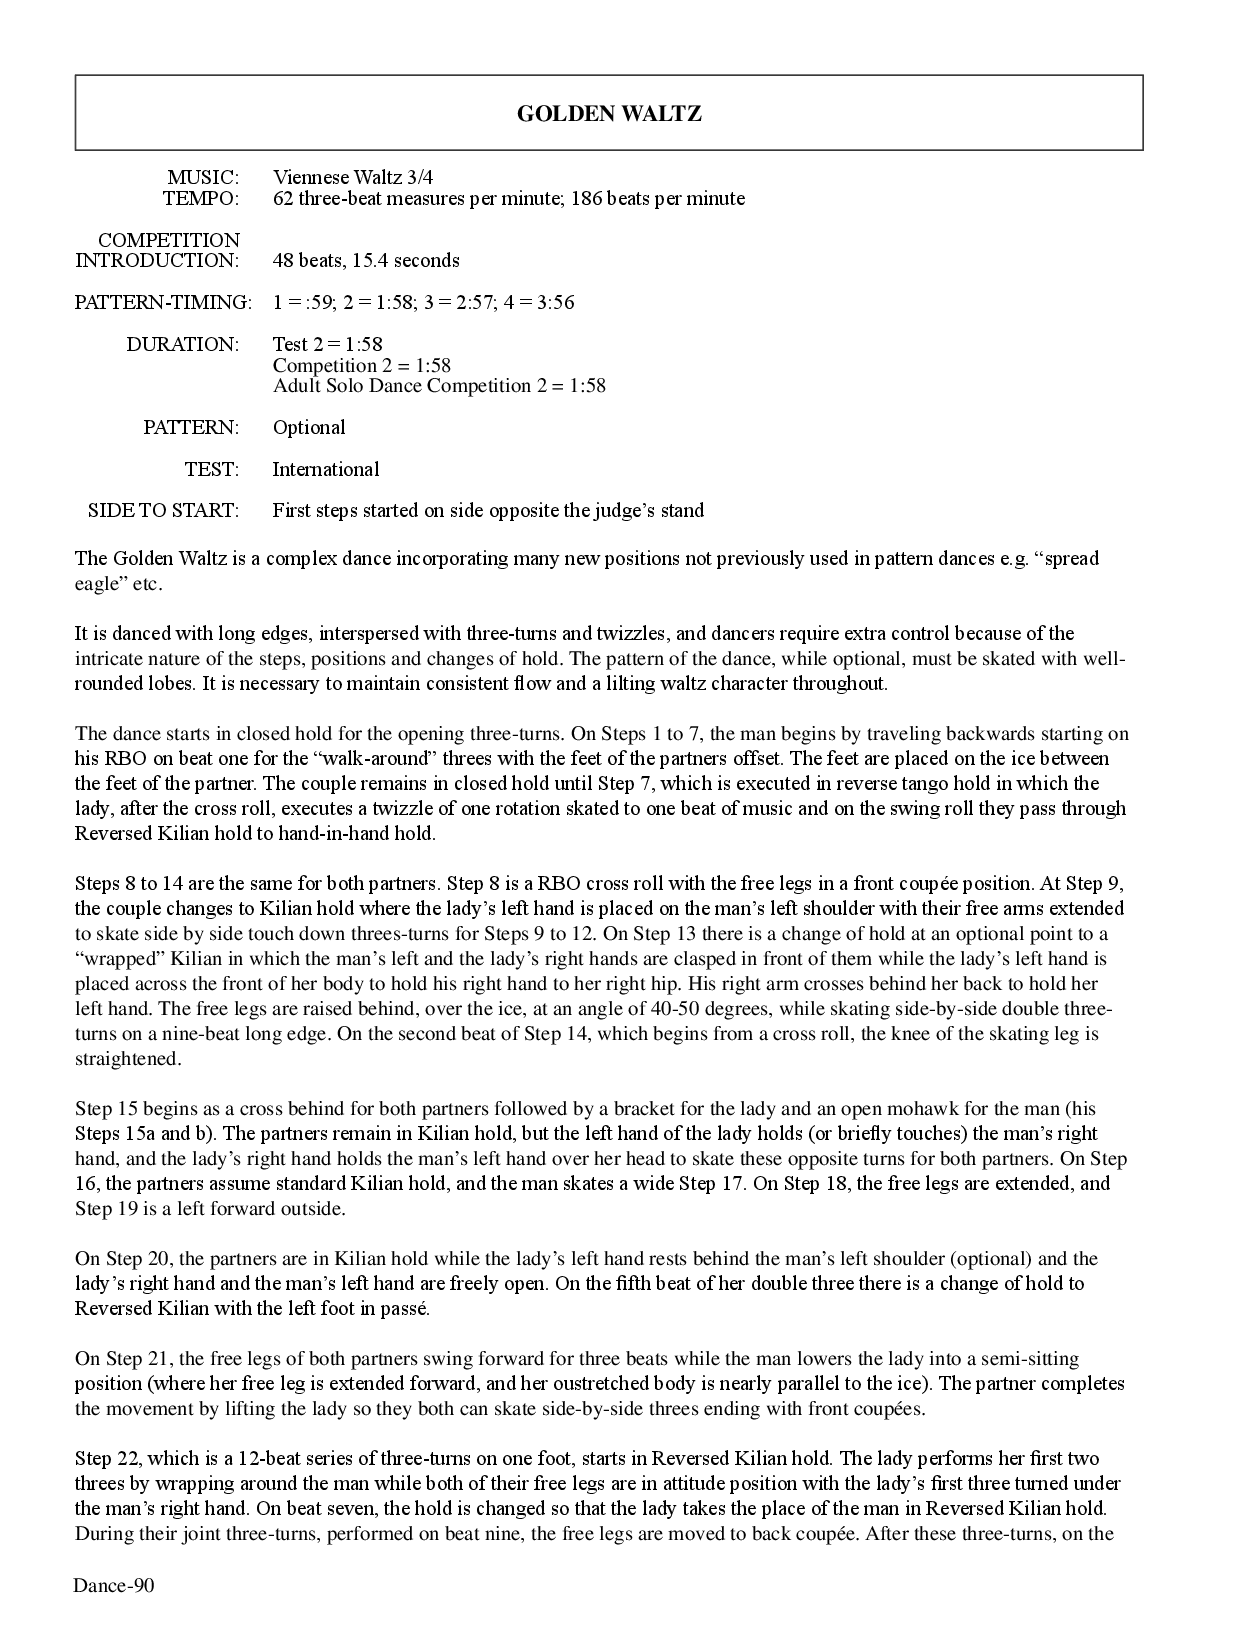 GOLDEN WALTZ
MUSIC: Viennese Waltz 3/4
TEMPO: 62 three-beat measures per minute; 186 beats per minute
COMPETITION
INTRODUCTION: 48 beats, 15.4 seconds
PATTERN-TIMING: 1 = :59; 2 = 1:58; 3 = 2:57; 4 = 3:56
DURATION: Test 2 = 1:58
Competition 2 = 1:58
Adult Solo Dance Competition 2 = 1:58
PATTERN: Optional
TEST: International
SIDE TO START: First steps started on side opposite the judge’s stand
The Golden Waltz is a complex dance incorporating many new positions not previously used in pattern dances e.g. “spread
eagle” etc.
It is danced with long edges, interspersed with three-turns and twizzles, and dancers require extra control because of the
intricate nature of the steps, positions and changes of hold. The pattern of the dance, while optional, must be skated with well-
rounded lobes. It is necessary to maintain consistent flow and a lilting waltz character throughout.
The dance starts in closed hold for the opening three-turns. On Steps 1 to 7, the man begins by traveling backwards starting on
his RBO on beat one for the “walk-around” threes with the feet of the partners offset. The feet are placed on the ice between
the feet of the partner. The couple remains in closed hold until Step 7, which is executed in reverse tango hold in which the
lady, after the cross roll, executes a twizzle of one rotation skated to one beat of music and on the swing roll they pass through
Reversed Kilian hold to hand-in-hand hold.
Steps 8 to 14 are the same for both partners. Step 8 is a RBO cross roll with the free legs in a front coupée position. At Step 9,
the couple changes to Kilian hold where the lady’s left hand is placed on the man’s left shoulder with their free arms extended
to skate side by side touch down threes-turns for Steps 9 to 12. On Step 13 there is a change of hold at an optional point to a
“wrapped” Kilian in which the man’s left and the lady’s right hands are clasped in front of them while the lady’s left hand is
placed across the front of her body to hold his right hand to her right hip. His right arm crosses behind her back to hold her
left hand. The free legs are raised behind, over the ice, at an angle of 40-50 degrees, while skating side-by-side double three-
turns on a nine-beat long edge. On the second beat of Step 14, which begins from a cross roll, the knee of the skating leg is
straightened.
Step 15 begins as a cross behind for both partners followed by a bracket for the lady and an open mohawk for the man (his
Steps 15a and b). The partners remain in Kilian hold, but the left hand of the lady holds (or briefly touches) the man’s right
hand, and the lady’s right hand holds the man’s left hand over her head to skate these opposite turns for both partners. On Step
16, the partners assume standard Kilian hold, and the man skates a wide Step 17. On Step 18, the free legs are extended, and
Step 19 is a left forward outside.
On Step 20, the partners are in Kilian hold while the lady’s left hand rests behind the man’s left shoulder (optional) and the
lady’s right hand and the man’s left hand are freely open. On the fifth beat of her double three there is a change of hold to
Reversed Kilian with the left foot in passé.
On Step 21, the free legs of both partners swing forward for three beats while the man lowers the lady into a semi-sitting
position (where her free leg is extended forward, and her oustretched body is nearly parallel to the ice). The partner completes
the movement by lifting the lady so they both can skate side-by-side threes ending with front coupées.
Step 22, which is a 12-beat series of three-turns on one foot, starts in Reversed Kilian hold. The lady performs her first two
threes by wrapping around the man while both of their free legs are in attitude position with the lady’s first three turned under
the man’s right hand. On beat seven, the hold is changed so that the lady takes the place of the man in Reversed Kilian hold.
During their joint three-turns, performed on beat nine, the free legs are moved to back coupée. After these three-turns, on the
Dance-90